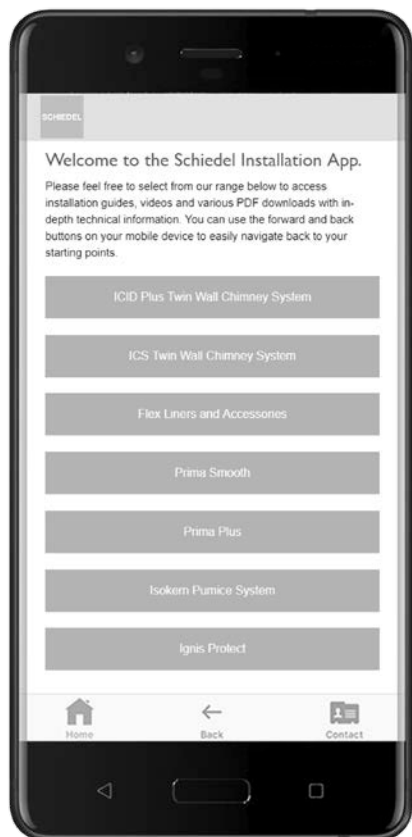 SCHIEDEL
Welcome to the Schiedel Installation App.
Please feel free to select from our range below to access
installation guides, videos and various PDF downloads with in-
depth technical information. You can use the forward and back
buttons on your mobile device to easily navigate back to your
starting points.
ICID Plus Twin Wall Chimney System
ICS Twin Wall Chimney System
Flex Liners and Accessories
Prima Smooth
Prima Plus
Isokern Pumice System
Ignis Protect
Home
Back
Contact